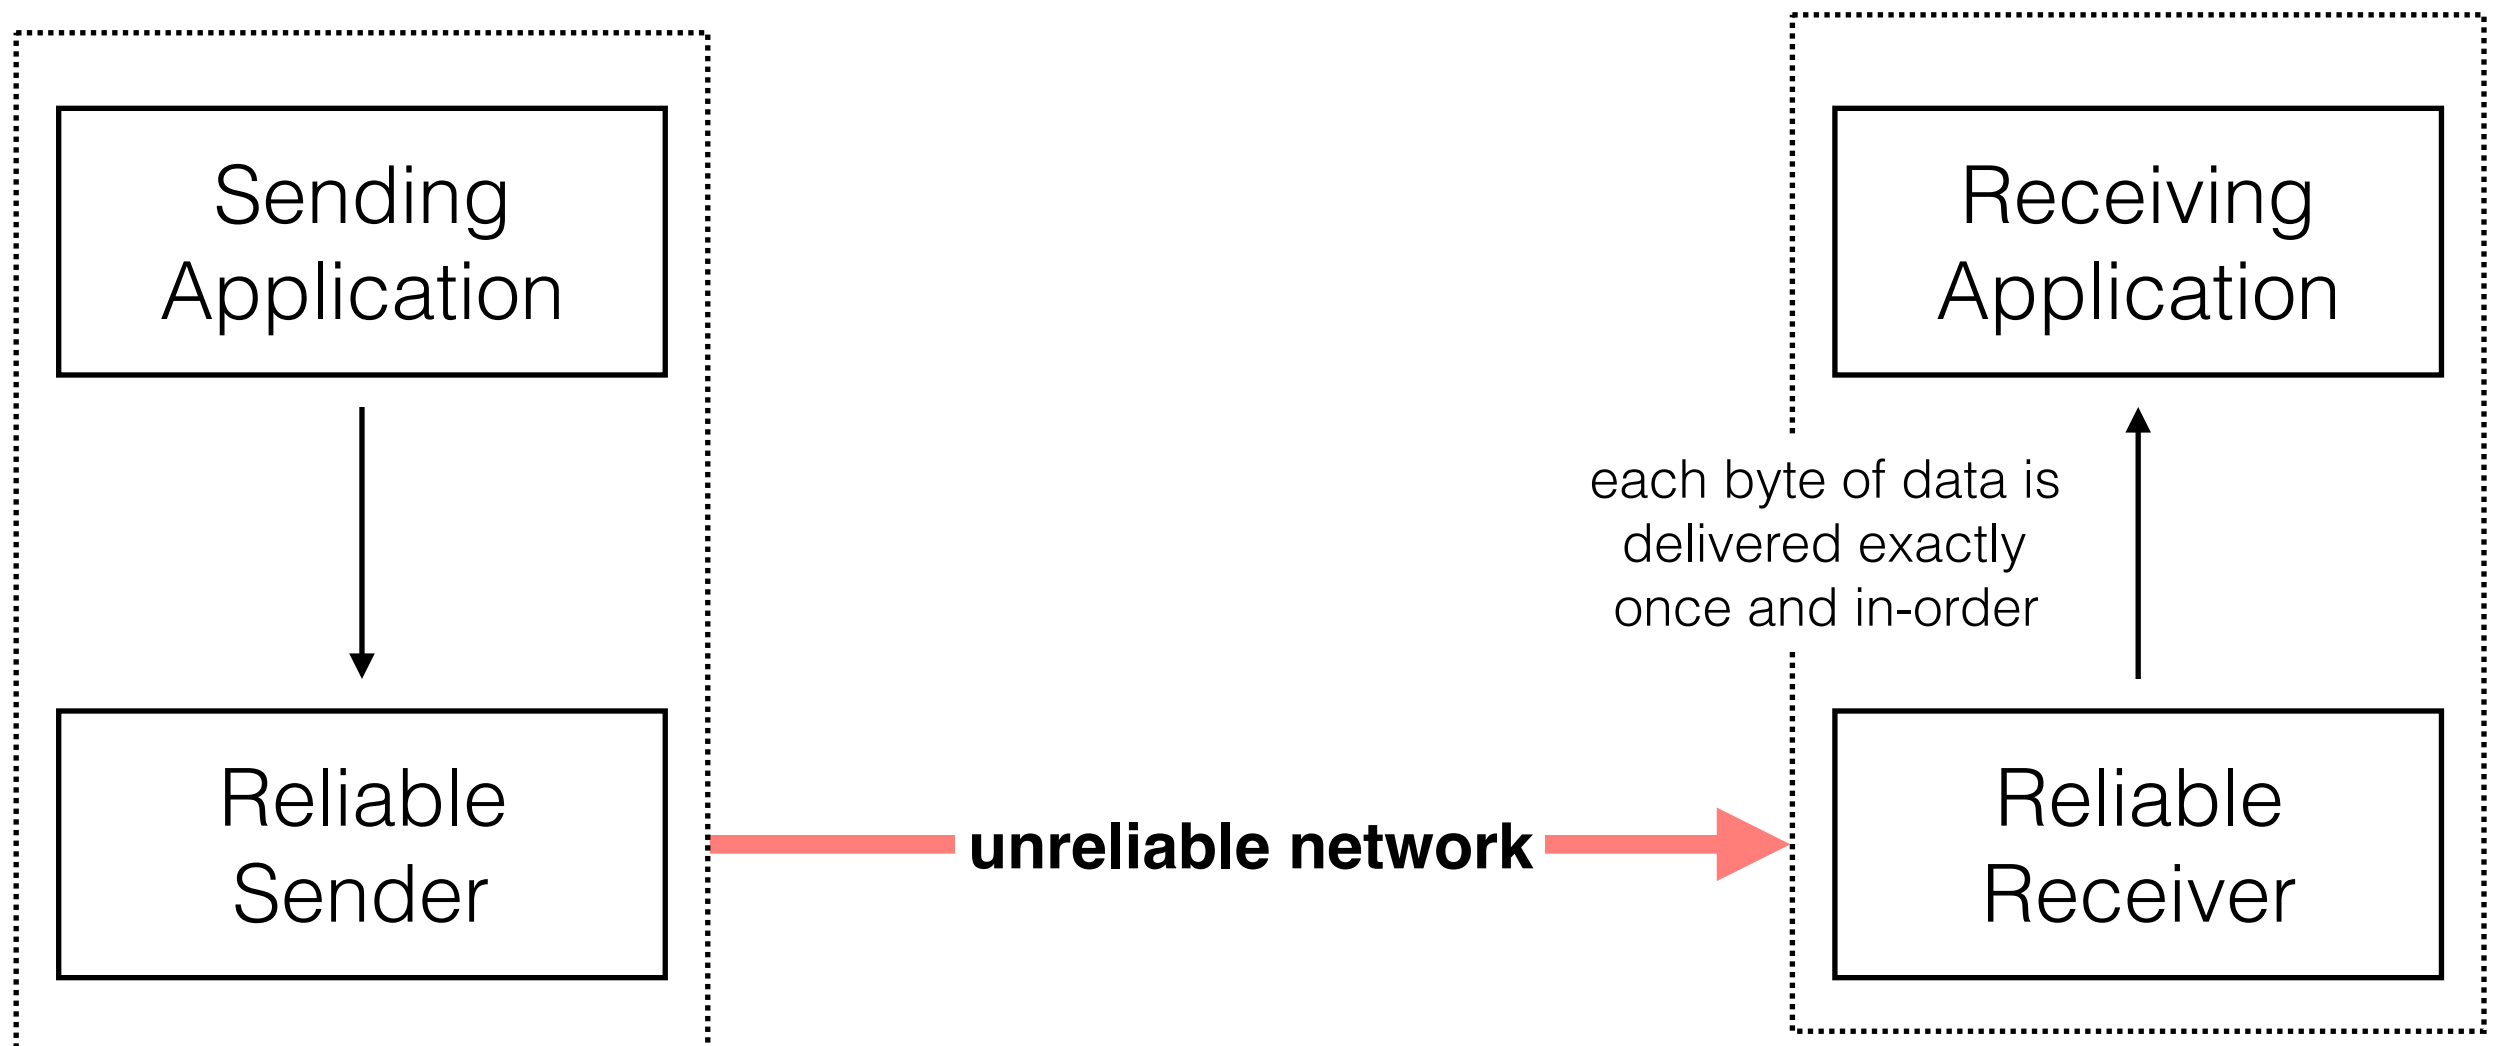 Sending
Application
Receiving
Application
each byte of data is
delivered exactly
once and in-order
Reliable
Sender
unreliable network
Reliable
Receiver